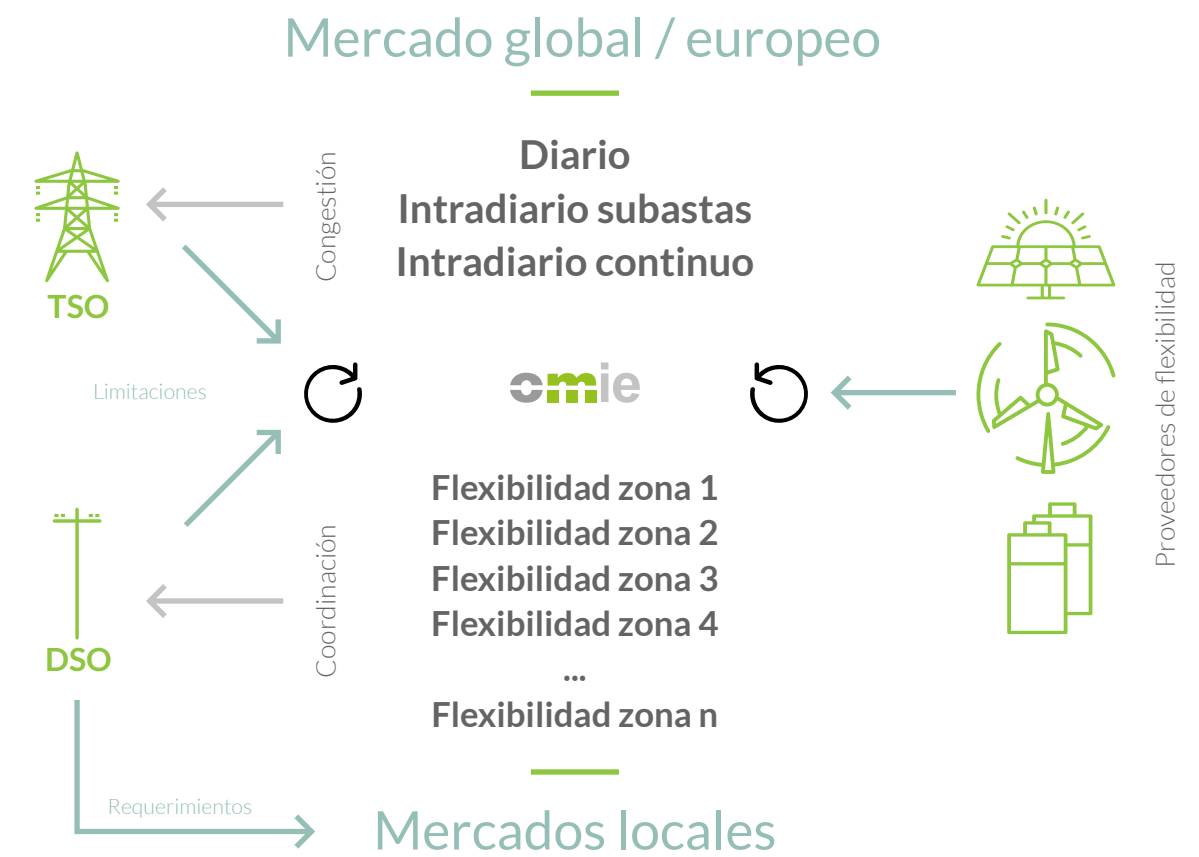 Mercado global / europeo
Diario
Intradiario subastas
Intradiario continuo
Congestión
TSO
Limitaciones
omie
Proveedores de flexibilidad
Flexibilidad zona 1
Flexibilidad zona 2
Flexibilidad zona 3
Flexibilidad zona 4
...
Flexibilidad zona n
Coordinación
DSO
Requerimientos
Mercados locales